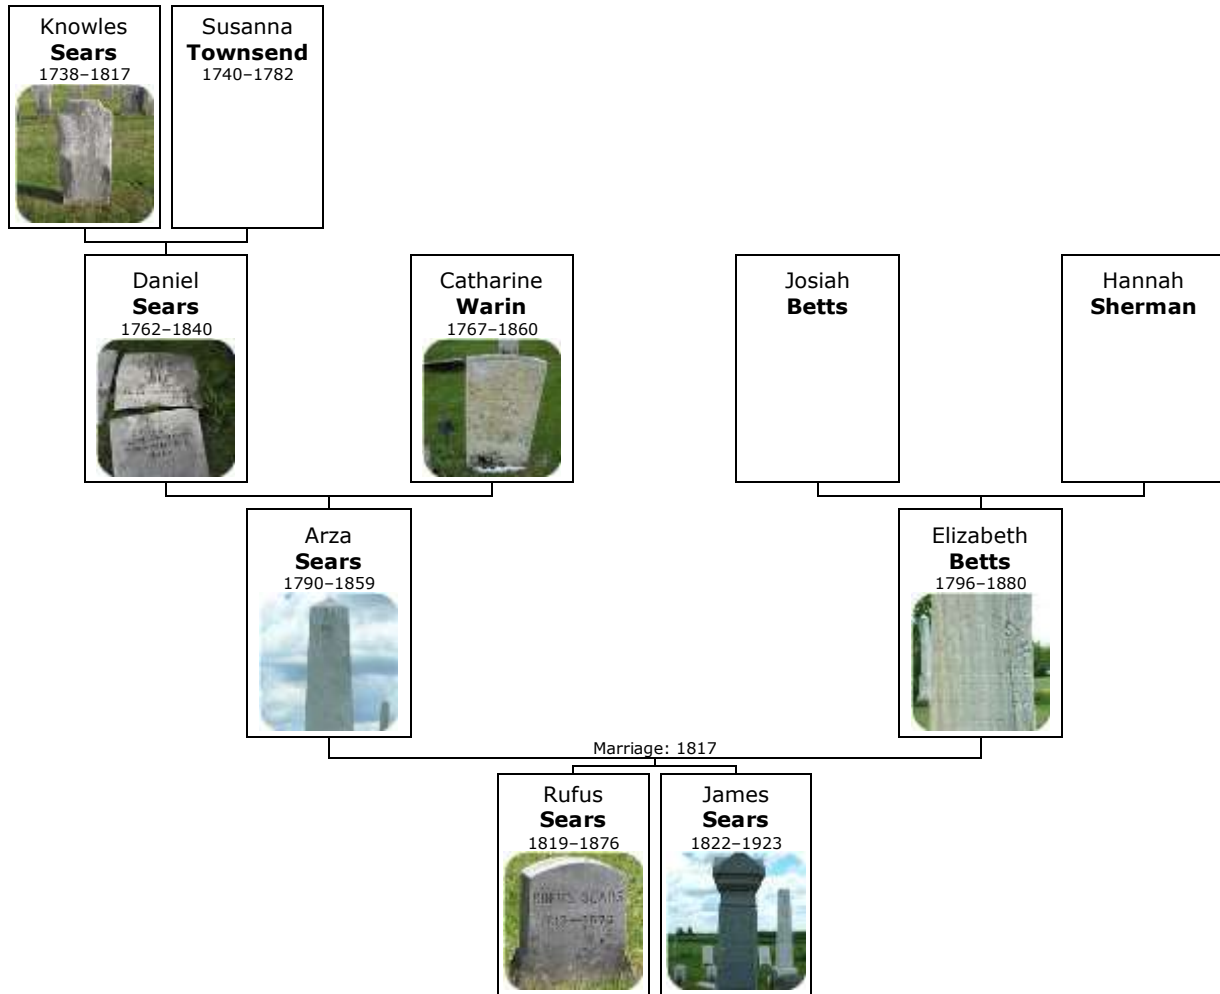 Knowles
Sears
1738–1817
Susanna
Townsend
1740–1782
Daniel
Sears
1762–1840
Catharine
Warin
1767–1860
Josiah
Betts
Hannah
Sherman
Arza
Sears
1790–1859
Elizabeth
Betts
1796–1880
Marriage: 1817
Rufus
Sears
1819–1876
RUFUS SEARS
James
Sears
1822–1923